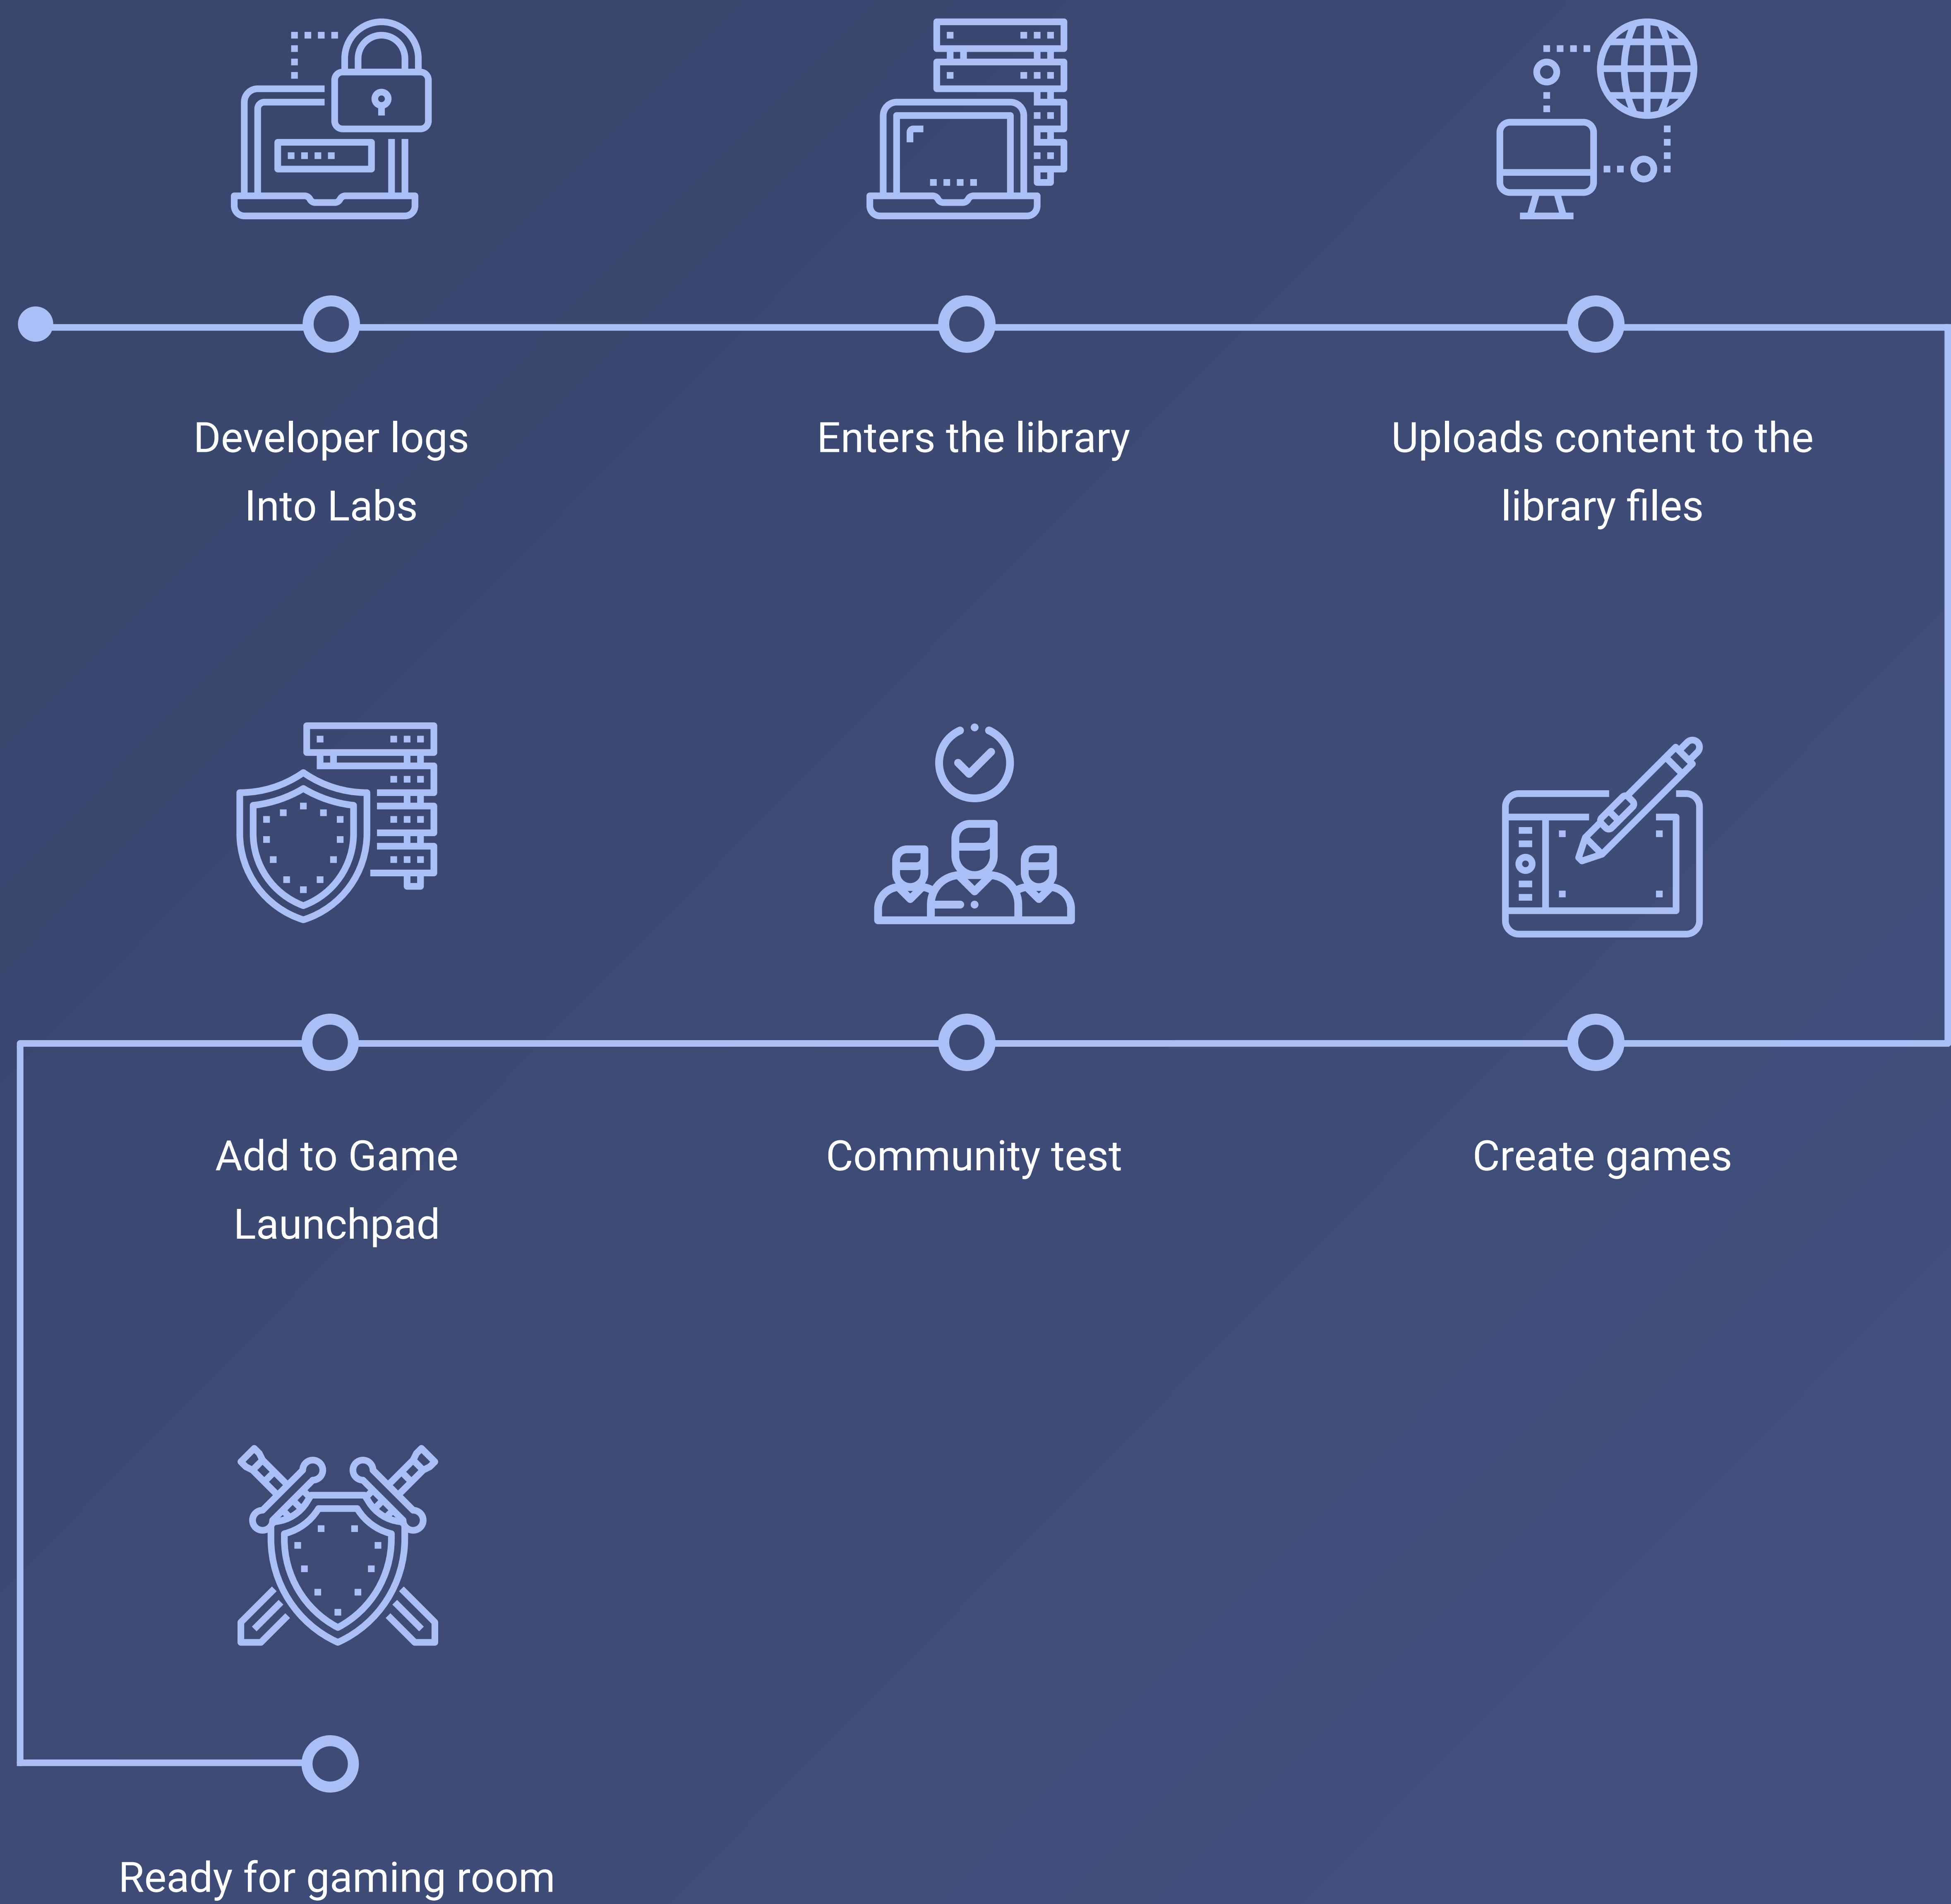 Developer logs
Into Labs
Enters the library
Uploads content to the
library files
Add to Game
Launchpad
Community test
Create games
Ready for gaming room